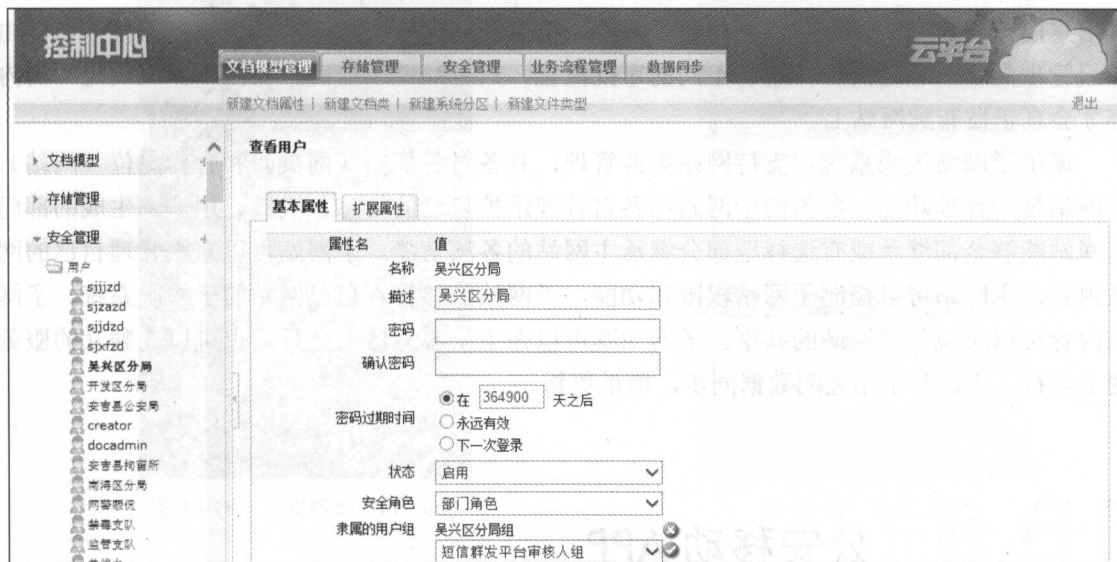 控制中心
云平台
文档模型管理 存储管理 安全管理 业务流程管理 数据同步
新建文档属性 | 新建文档类 | 新建系统分区 | 新建文件类型
退出
文档模型
存储管理
安全管理
用户
sjjjzd
sjzazd
sjjdzd
sjxfzd
吴兴区分局
开发区分局
安吉县公安局
creator
docadmin
安吉县拘留所
南浔区分局
网警眼侃
禁毒支队
监管支队
查看用户
基本属性 扩展属性
属性名 值
名称 吴兴区分局
描述 吴兴区分局
密码
确认密码
密码过期时间
在 364900 天之后
永远有效
下一次登录
状态 启用
安全角色 部门角色
隶属的用户组 吴兴区分局组
短信群发平台审核人组